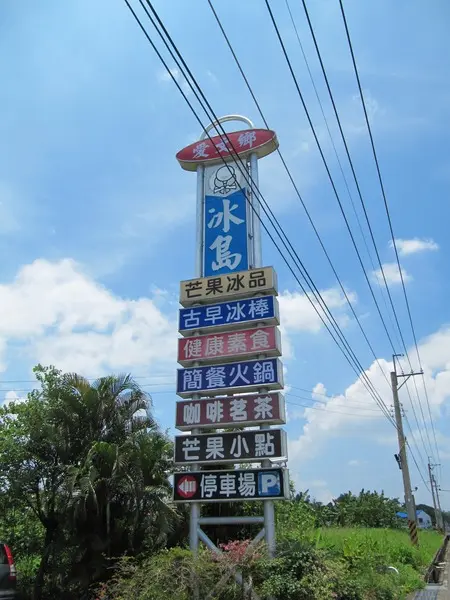 愛文鄉
冰島
芒果冰品
古早冰棒
健康素食
簡餐火鍋
咖啡茗茶
芒果小點
停車場 P